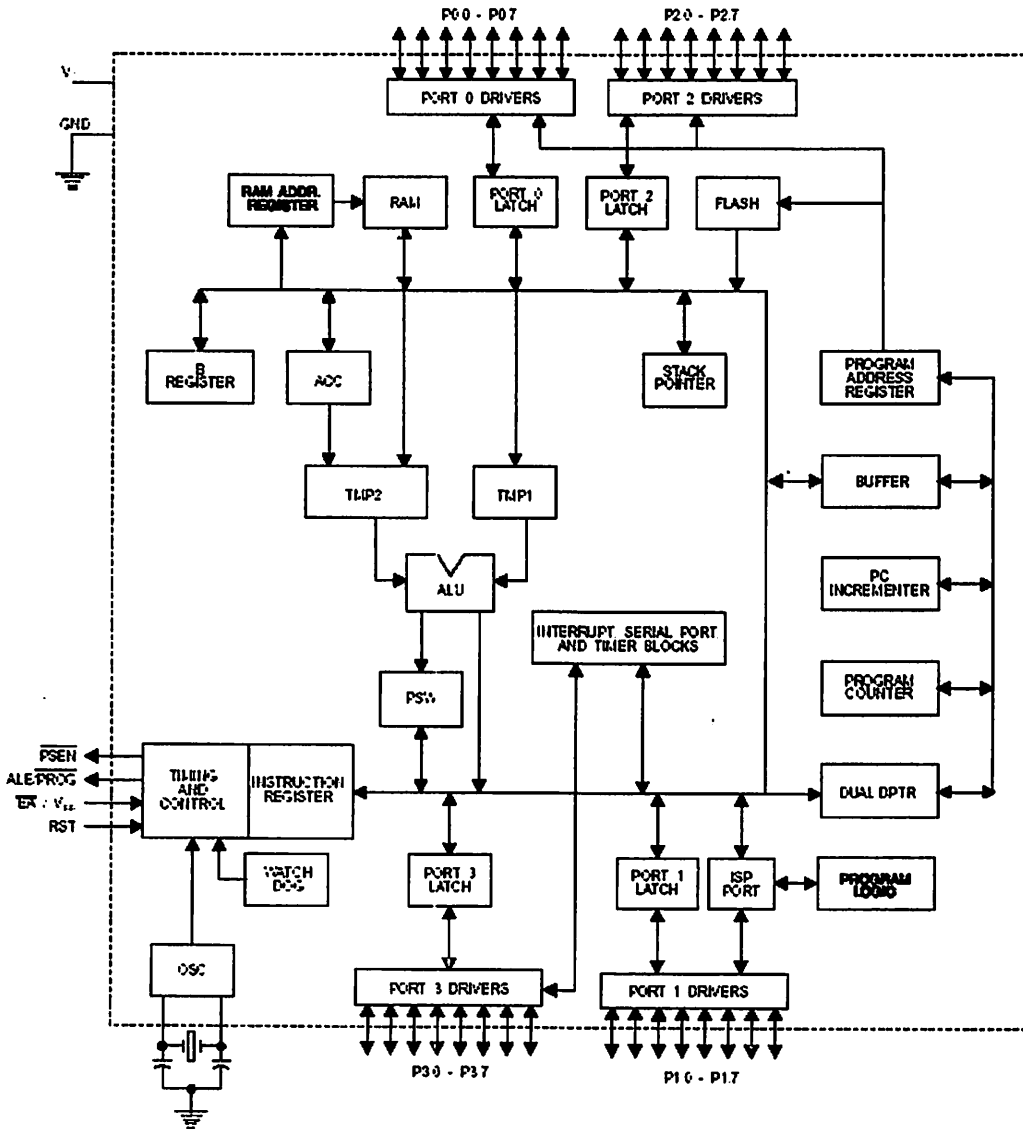 P0.0 - P0.7
P2.0 - P2.7
PORT 0 DRIVERS
PORT 2 DRIVERS
GND
RAM ADDR.
REGISTER
RAM
PORT 0
LATCH
PORT 2
LATCH
FLASH
B
REGISTER
ACC
STACK
POINTER
PROGRAM
ADDRESS
REGISTER
TMP2
TMP1
BUFFER
ALU
PC
INCREMENTER
INTERRUPT, SERIAL PORT,
AND TIMER BLOCKS
PSW
PROGRAM
COUNTER
PSEN
ALE/PROG
EA /
RST
TIMING
AND
CONTROL
INSTRUCTION
REGISTER
DUAL DPTR
WATCH
DOG
PORT 3
LATCH
PORT 1
LATCH
ISP
PORT
PROGRAM
LOGIC
OSC
PORT 3 DRIVERS
PORT 1 DRIVERS
P3.0 - P3.7
P1.0 - P1.7